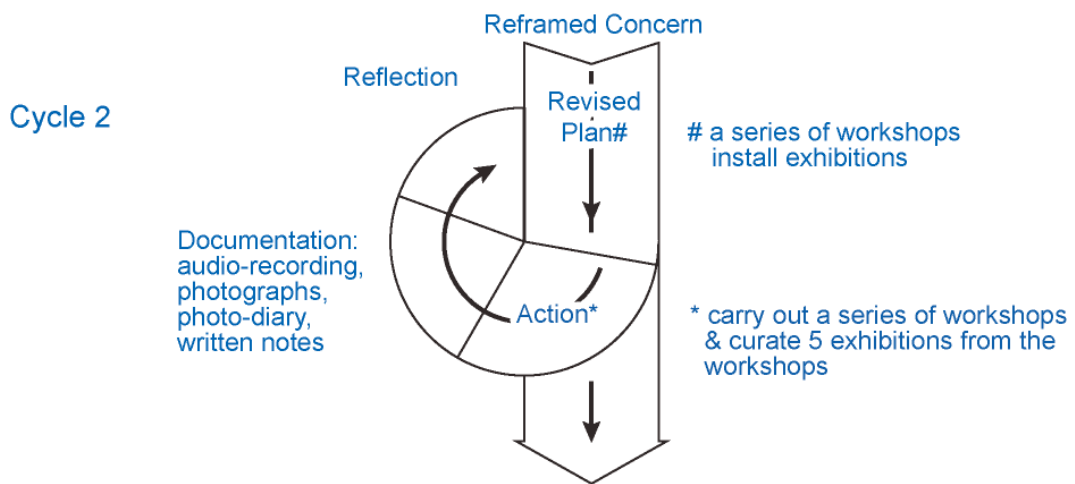 Reframed Concern
Reflection
Cycle 2
Revised
Plan#
# a series of workshops
install exhibitions
Documentation:
audio-recording,
photographs,
photo-diary,
written notes
Action*
* carry out a series of workshops
& curate 5 exhibitions from the
workshops